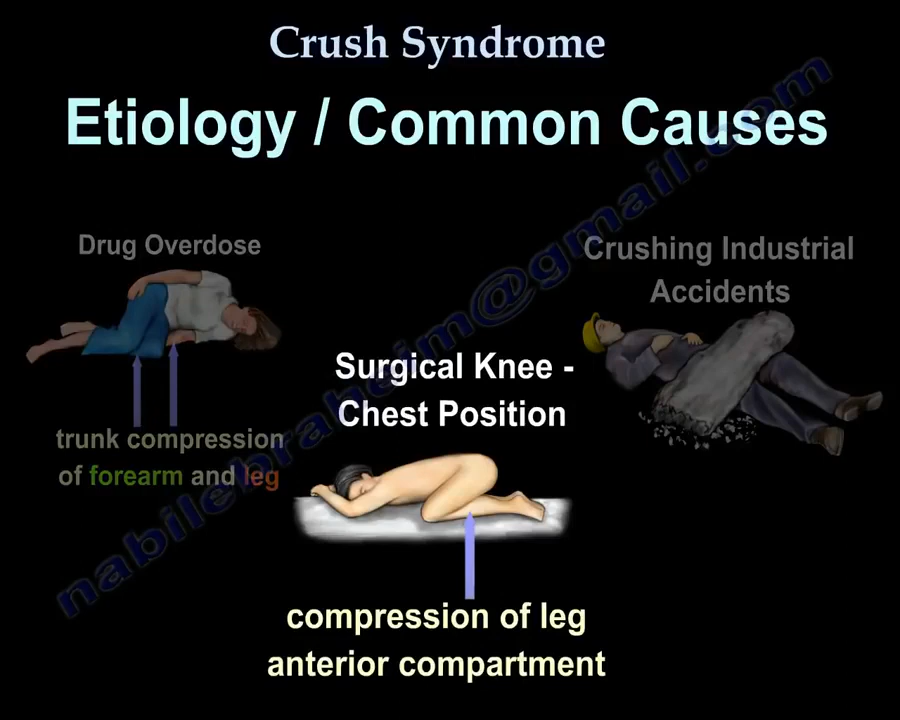 Crush Syndrome
Etiology / Common Causes
Drug Overdose
trunk compression
of forearm and leg
Surgical Knee -
Chest Position
compression of leg
anterior compartment
Crushing Industrial
Accidents
nabilebraheim@gmail.com